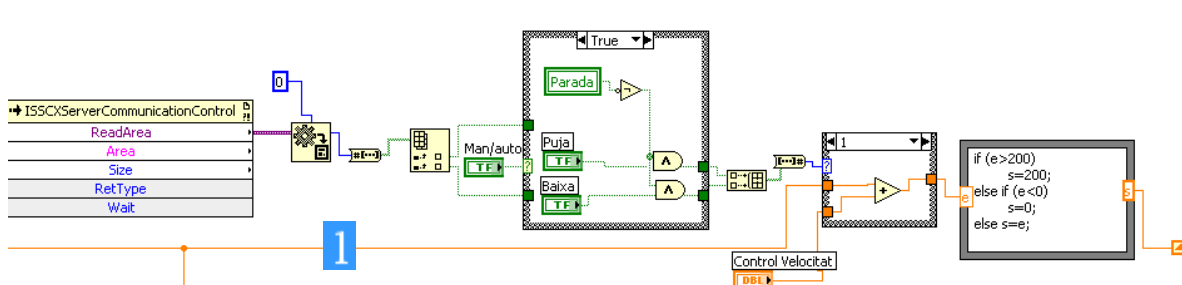 True
Parada
0
ISSCXServerCommunicationControl
ReadArea
Area
Size
RetType
Wait
#[···]
Man/auto
TF
?
Puja
TF
Baixa
TF
[···]#
1
?
+
if (e>200)
s=200;
else if (e<0)
s=0;
else s=e;
e
s
1
Control Velocitat
DBL